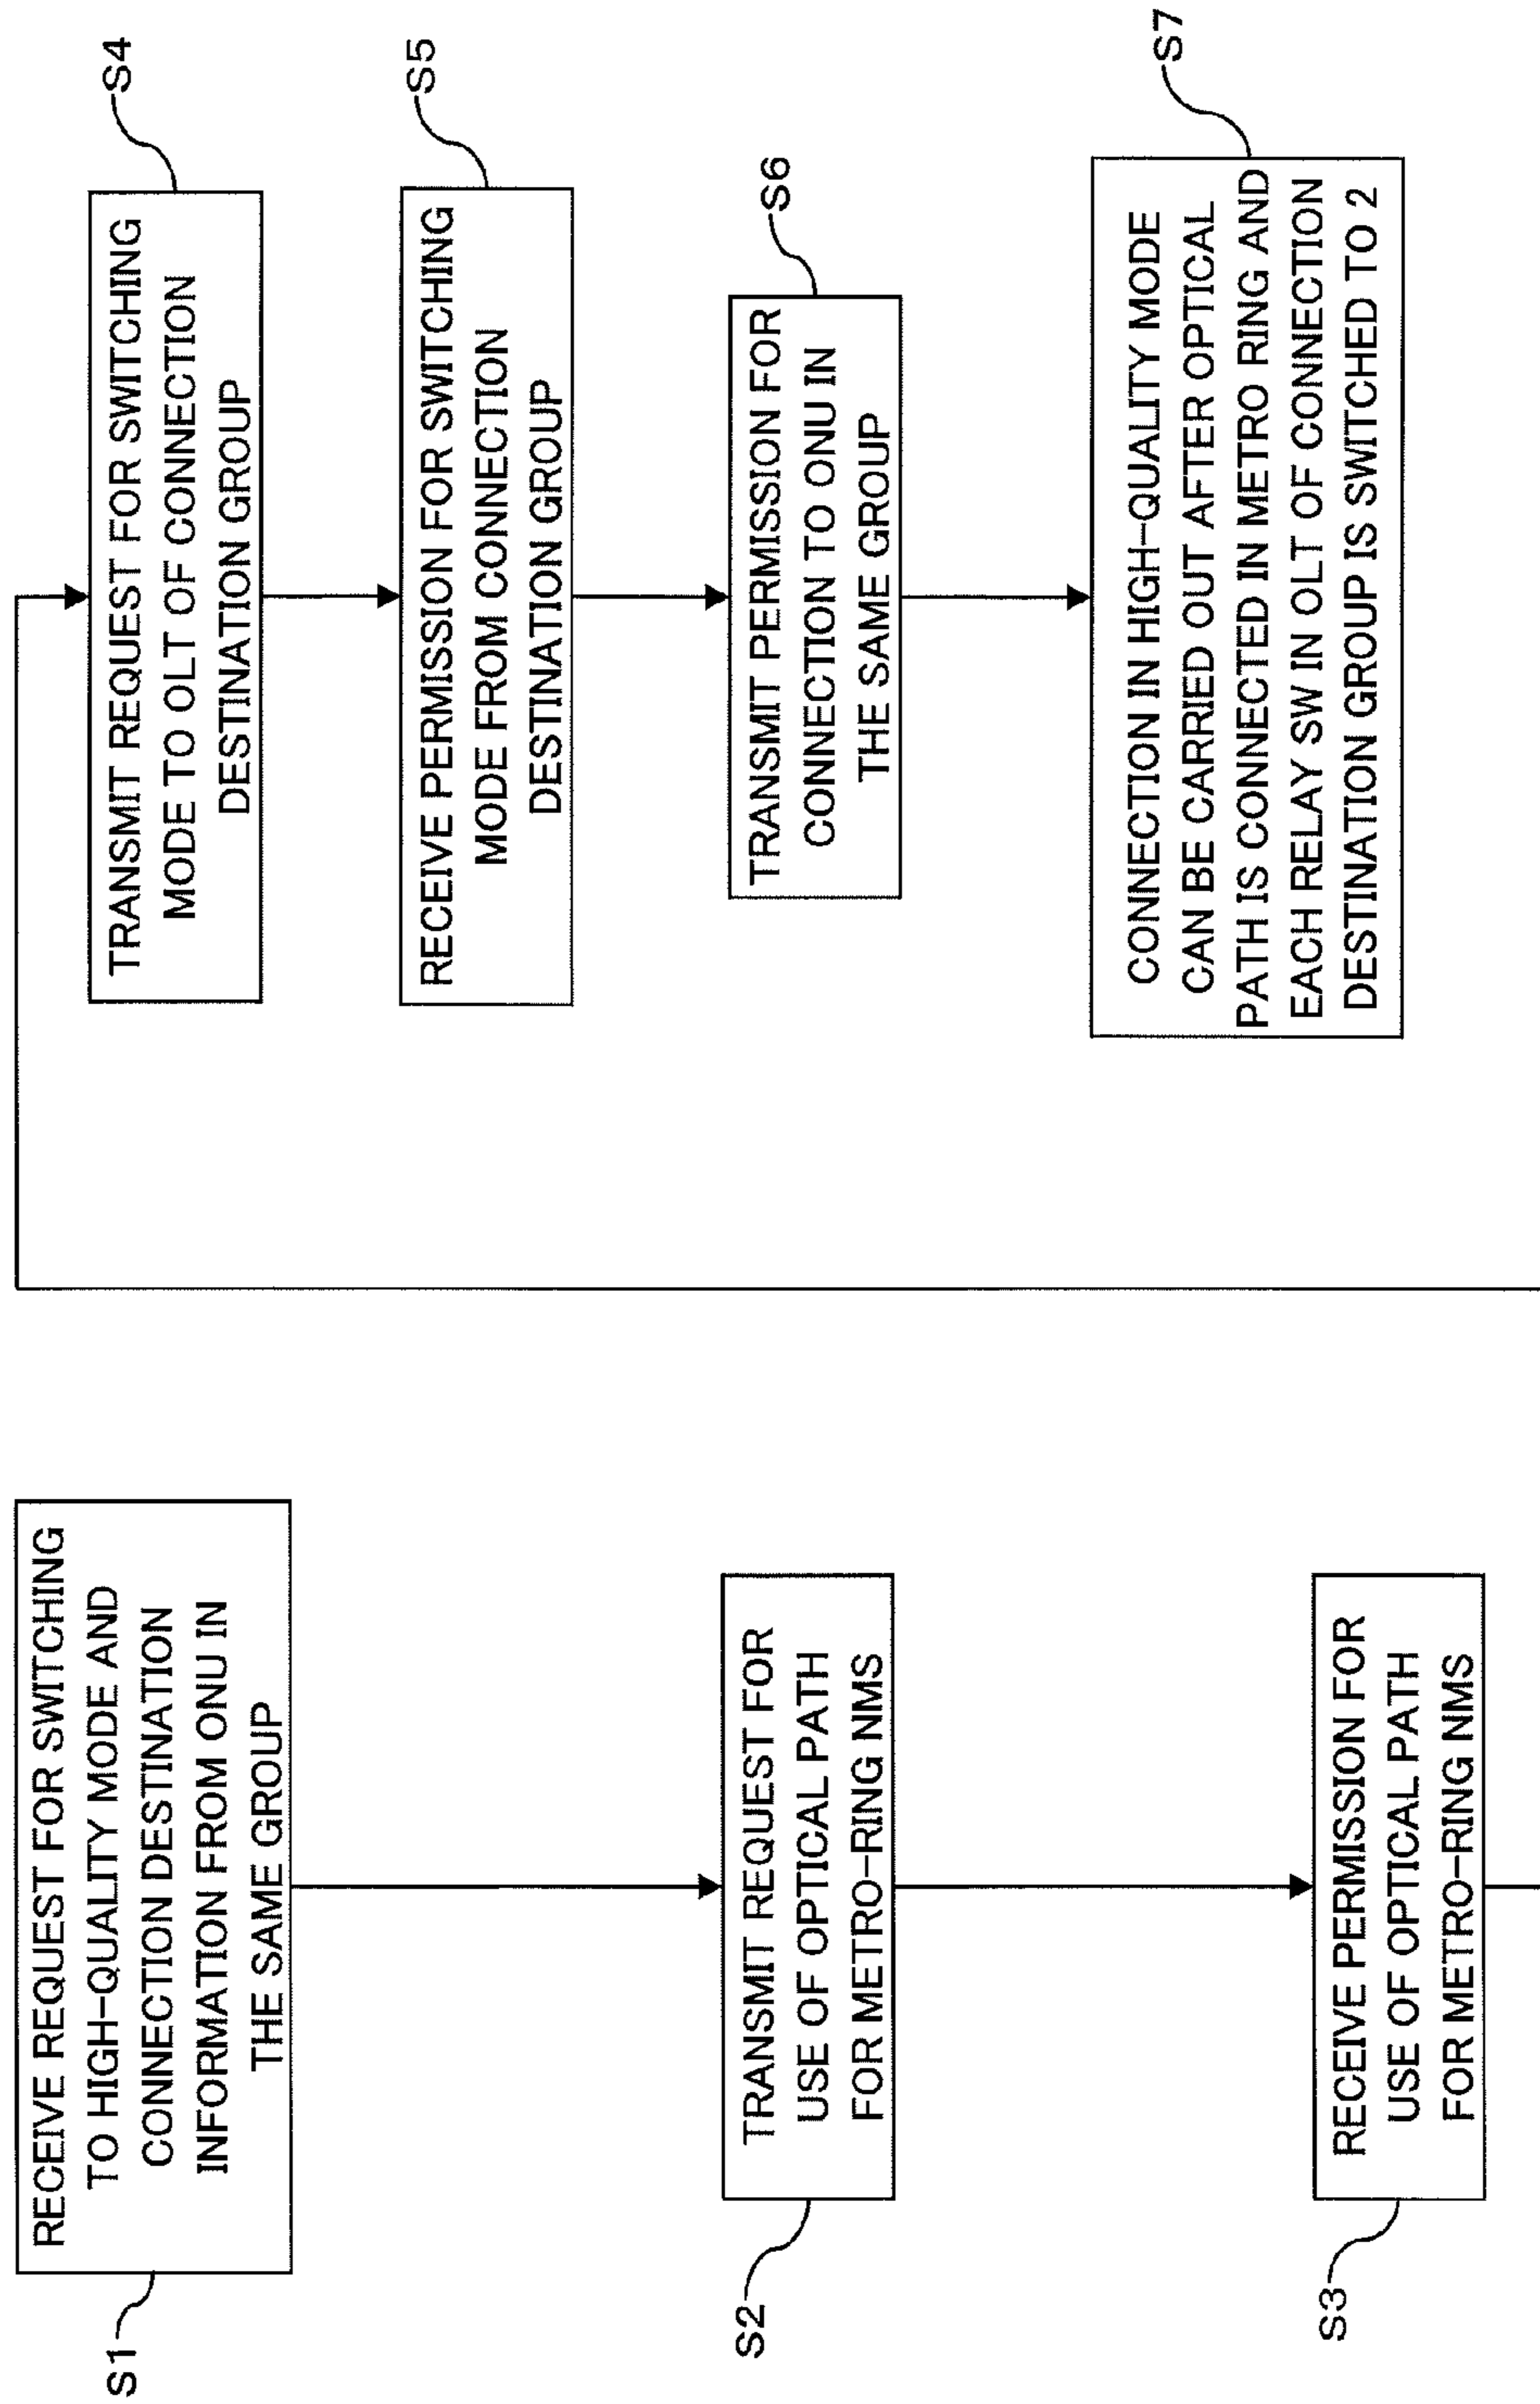 S1
RECEIVE REQUEST FOR SWITCHING
TO HIGH-QUALITY MODE AND
CONNECTION DESTINATION
INFORMATION FROM ONU IN
THE SAME GROUP
S2
TRANSMIT REQUEST FOR
USE OF OPTICAL PATH
FOR METRO-RING NMS
S3
RECEIVE PERMISSION FOR
USE OF OPTICAL PATH
FOR METRO-RING NMS
S4
TRANSMIT REQUEST FOR SWITCHING
MODE TO OLT OF CONNECTION
DESTINATION GROUP
S5
RECEIVE PERMISSION FOR SWITCHING
MODE FROM CONNECTION
DESTINATION GROUP
S6
TRANSMIT PERMISSION FOR
CONNECTION TO ONU IN
THE SAME GROUP
S7
CONNECTION IN HIGH-QUALITY MODE
CAN BE CARRIED OUT AFTER OPTICAL
PATH IS CONNECTED IN METRO RING AND
EACH RELAY SW IN OLT OF CONNECTION
DESTINATION GROUP IS SWITCHED TO 2